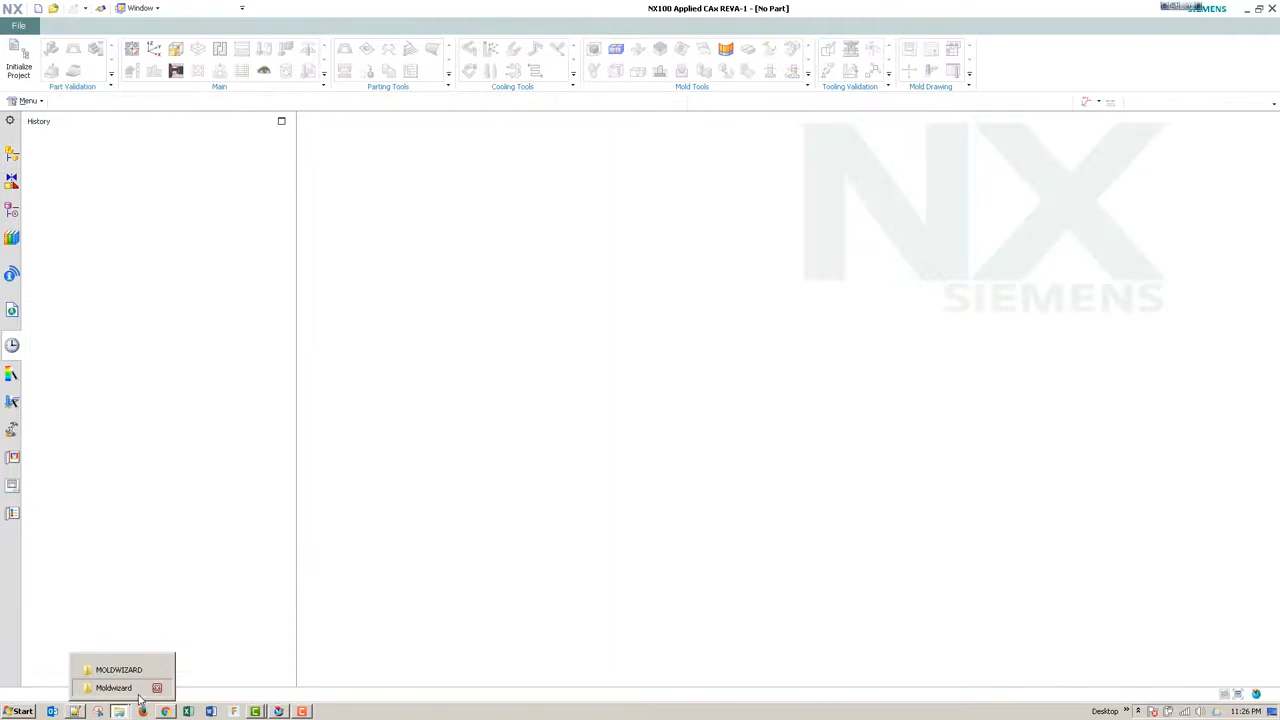 NX
Window
NX100 Applied CAx REVA-1 - [No Part]
SIEMENS
File
Initialize
Project
Part Validation
Main
Parting Tools
Cooling Tools
Mold Tools
Tooling Validation
Mold Drawing
Menu
History
NX
SIEMENS
MOLDWIZARD
Moldwizard
Start
Desktop
11:26 PM